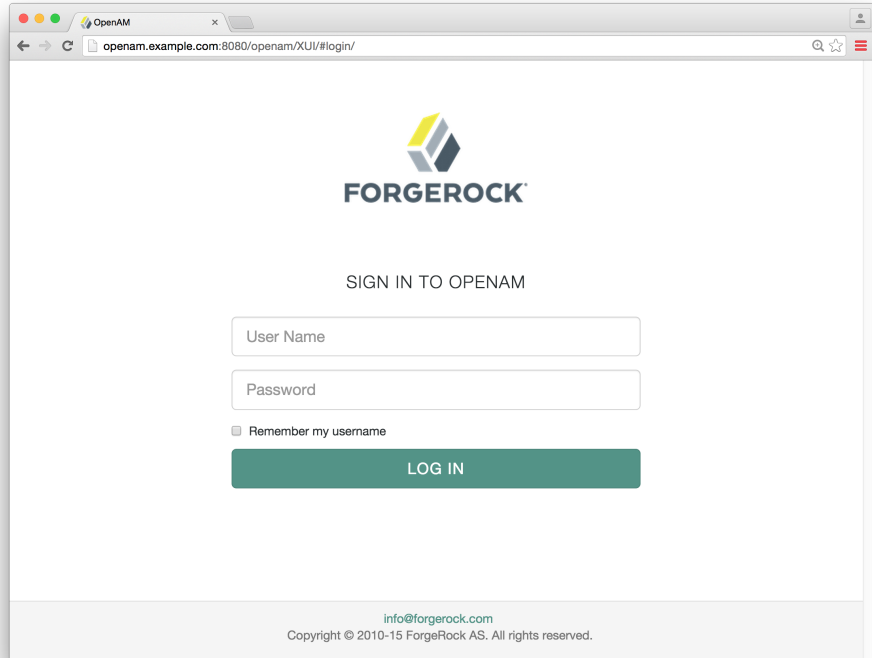 OpenAM
openam.example.com:8080/openam/XUI/#login/
FORGEROCK
SIGN IN TO OPENAM
User Name
Password
Remember my username
LOG IN
info@forgerock.com
Copyright © 2010-15 ForgeRock AS. All rights reserved.